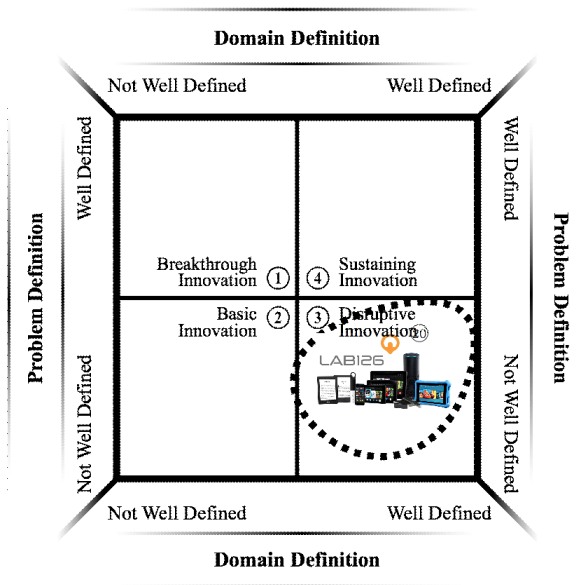 Domain Definition
Not Well Defined
Well Defined
Well Defined
Well Defined
Problem Definition
Problem Definition
Breakthrough
Innovation
1
4
Sustaining
Innovation
Basic
Innovation
2
3
Disruptive
Innovation
20
LAB126
Not Well Defined
Not Well Defined
Not Well Defined
Well Defined
Domain Definition